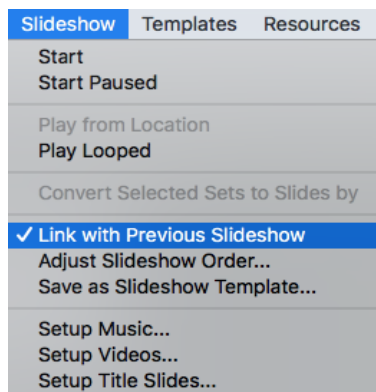 Slideshow Templates Resources
Start
Start Paused
Play from Location
Play Looped
Convert Selected Sets to Slides by
✓ Link with Previous Slideshow
Adjust Slideshow Order...
Save as Slideshow Template...
Setup Music...
Setup Videos...
Setup Title Slides...